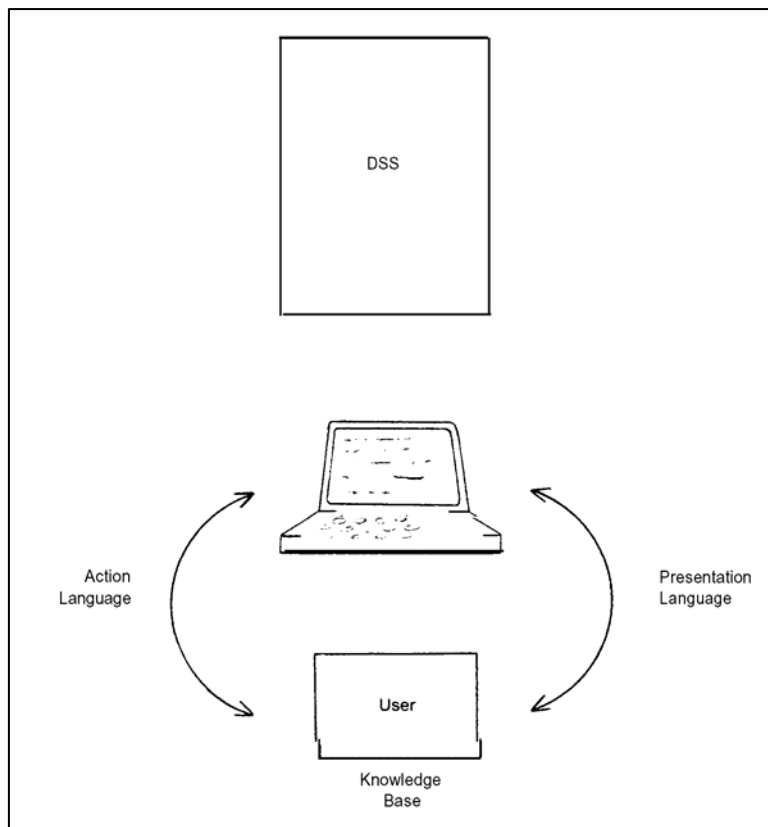 DSS
Action
Language
Presentation
Language
User
Knowledge
Base